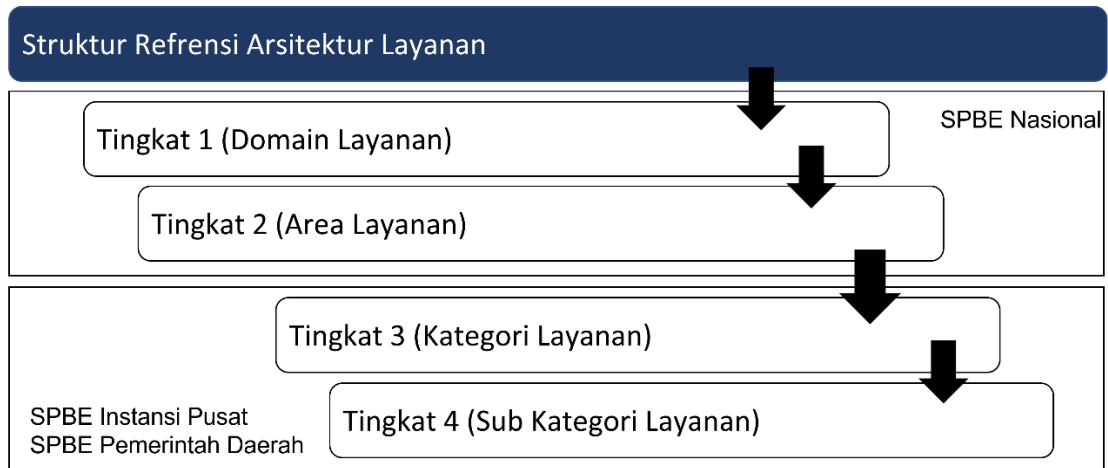 Struktur Refrensi Arsitektur Layanan
SPBE Nasional
Tingkat 1 (Domain Layanan)
Tingkat 2 (Area Layanan)
Tingkat 3 (Kategori Layanan)
Tingkat 4 (Sub Kategori Layanan)
SPBE Instansi Pusat
SPBE Pemerintah Daerah